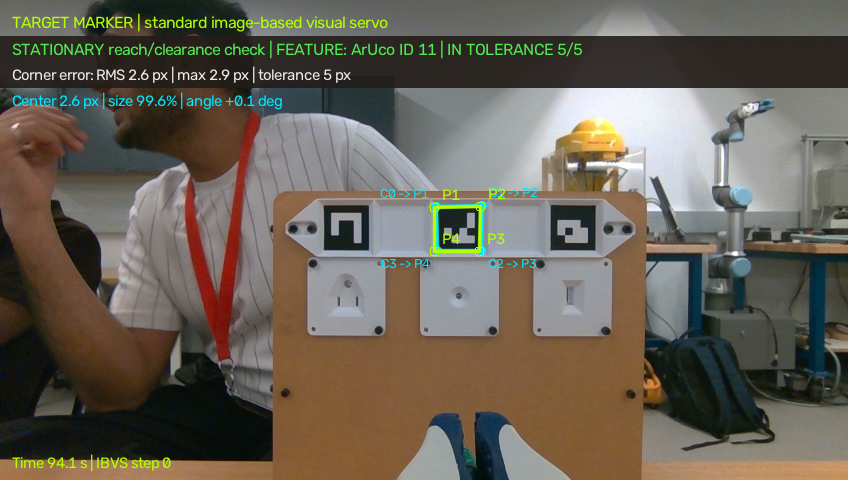 TARGET MARKER | standard image-based visual servo
STATIONARY reach/clearance check | FEATURE: ArUco ID 11 | IN TOLERANCE 5/5
Corner error: RMS 2.6 px | max 2.9 px | tolerance 5 px
Center 2.6 px | size 99.6% | angle +0.1 deg
C0 -> P1 P1 P2 -> P2
P4 P3
C3 -> P4 C2 -> P3
Time 94.1 s | IBVS step 0